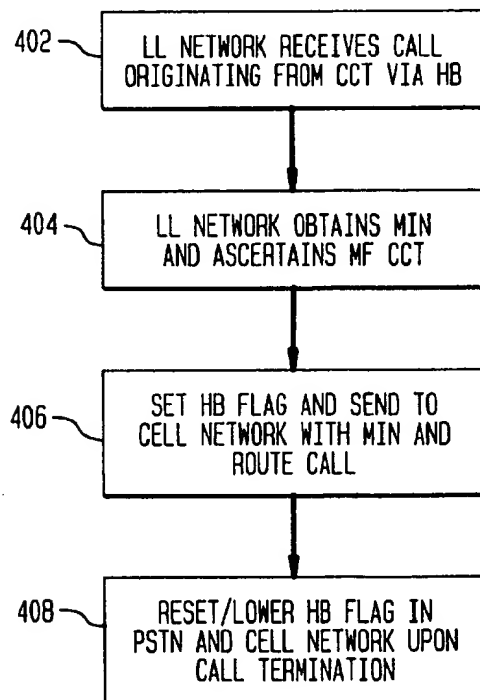 402
LL NETWORK RECEIVES CALL
ORIGINATING FROM CCT VIA HB
404
LL NETWORK OBTAINS MIN
AND ASCERTAINS MF CCT
406
SET HB FLAG AND SEND TO
CELL NETWORK WITH MIN AND
ROUTE CALL
408
RESET/LOWER HB FLAG IN
PSTN AND CELL NETWORK UPON
CALL TERMINATION